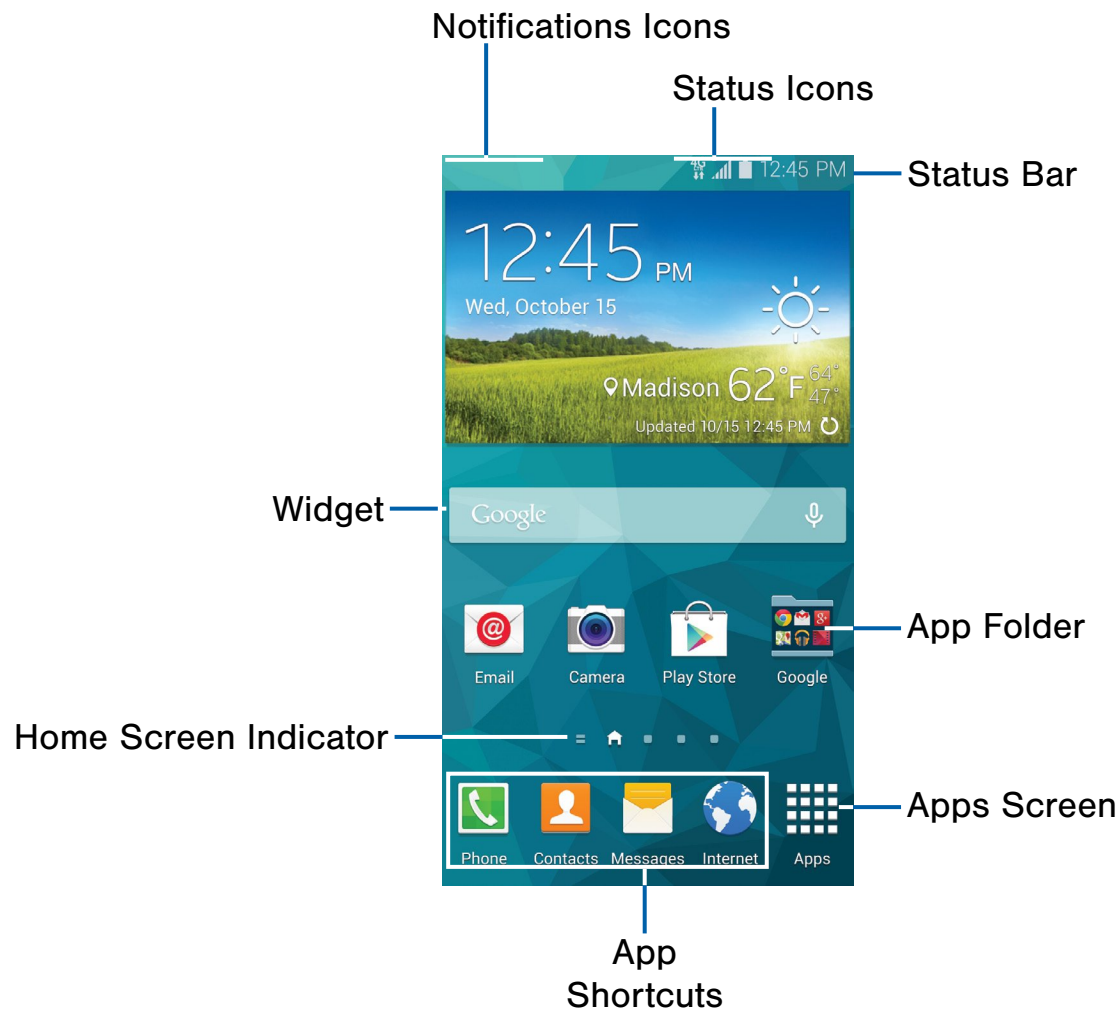 Notifications Icons
Status Icons
4G
LTE
12:45 PM
Status Bar
12:45 PM
Wed, October 15
Madison 62°F 64°
47°
Updated 10/15 12:45 PM
Widget
Google
App Folder
Email Camera Play Store Google
Home Screen Indicator
Apps Screen
Phone Contacts Messages Internet Apps
App
Shortcuts